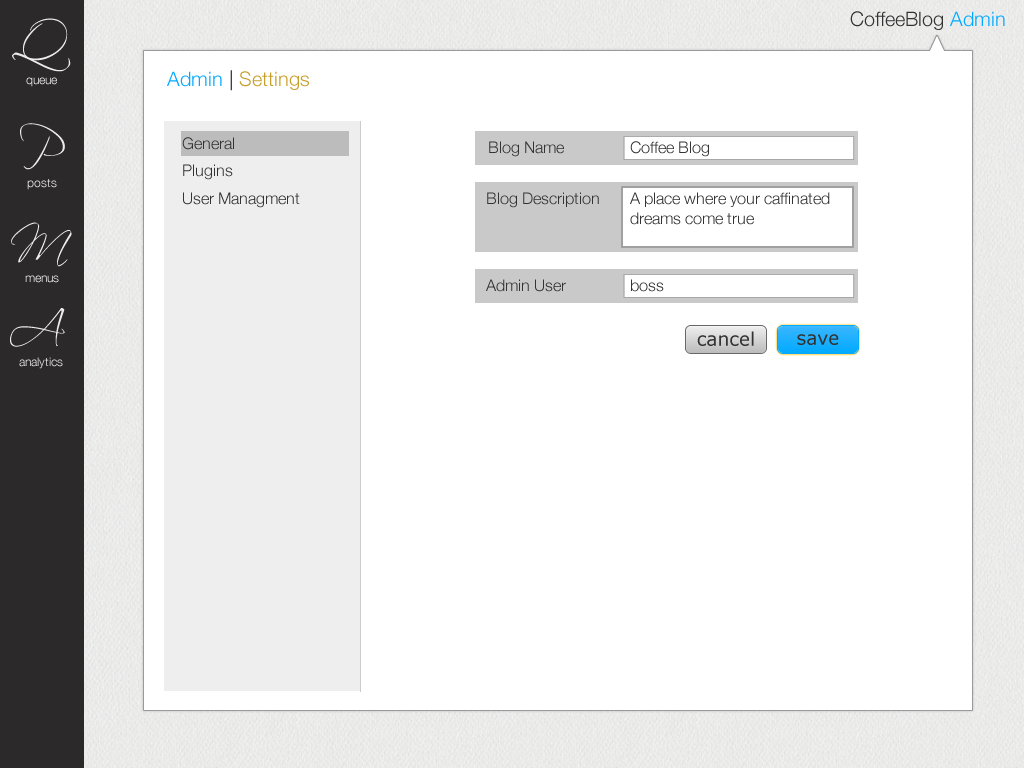 CoffeeBlog Admin
Q
queue
P
posts
M
menus
A
analytics
Admin | Settings
General
Plugins
User Managment
Blog Name
Coffee Blog
Blog Description
A place where your caffinated
dreams come true
Admin User
boss
cancel
save